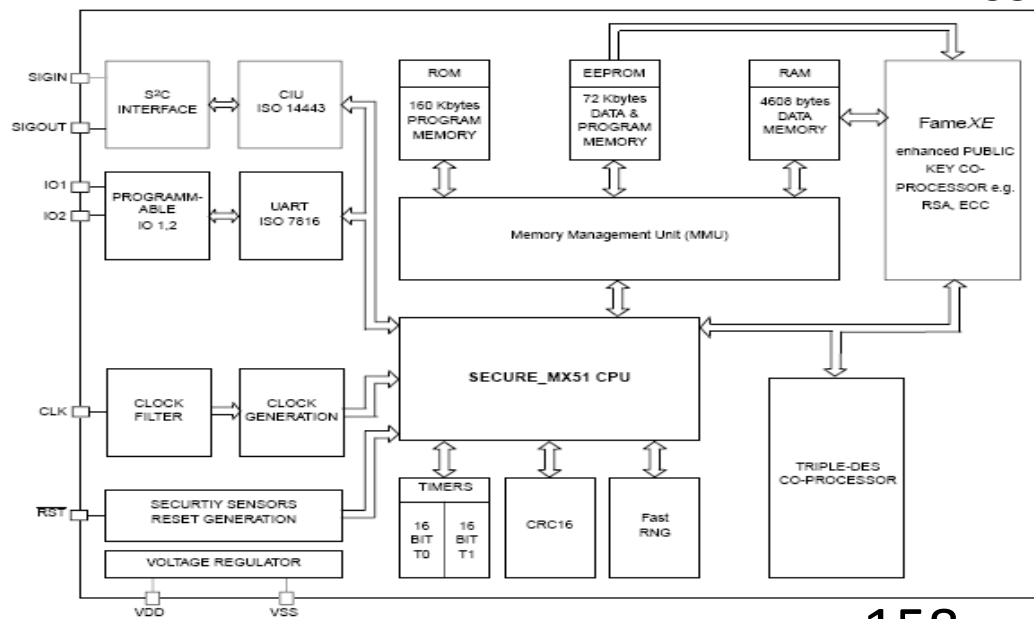 SIGIN
SIGOUT
S²C
INTERFACE
CIU
ISO 14443
IO1
IO2
PROGRAMM-
ABLE
IO 1,2
UART
ISO 7816
ROM
160 Kbytes
PROGRAM
MEMORY
EEPROM
72 Kbytes
DATA &
PROGRAM
MEMORY
RAM
4608 bytes
DATA
MEMORY
FameXE
enhanced PUBLIC
KEY CO-
PROCESSOR e.g.
RSA, ECC
Memory Management Unit (MMU)
SECURE_MX51 CPU
CLK
CLOCK
FILTER
CLOCK
GENERATION
RST
SECURTIY SENSORS
RESET GENERATION
VOLTAGE REGULATOR
VDD
VSS
TIMERS
16
BIT
T0
16
BIT
T1
CRC16
Fast
RNG
TRIPLE-DES
CO-PROCESSOR